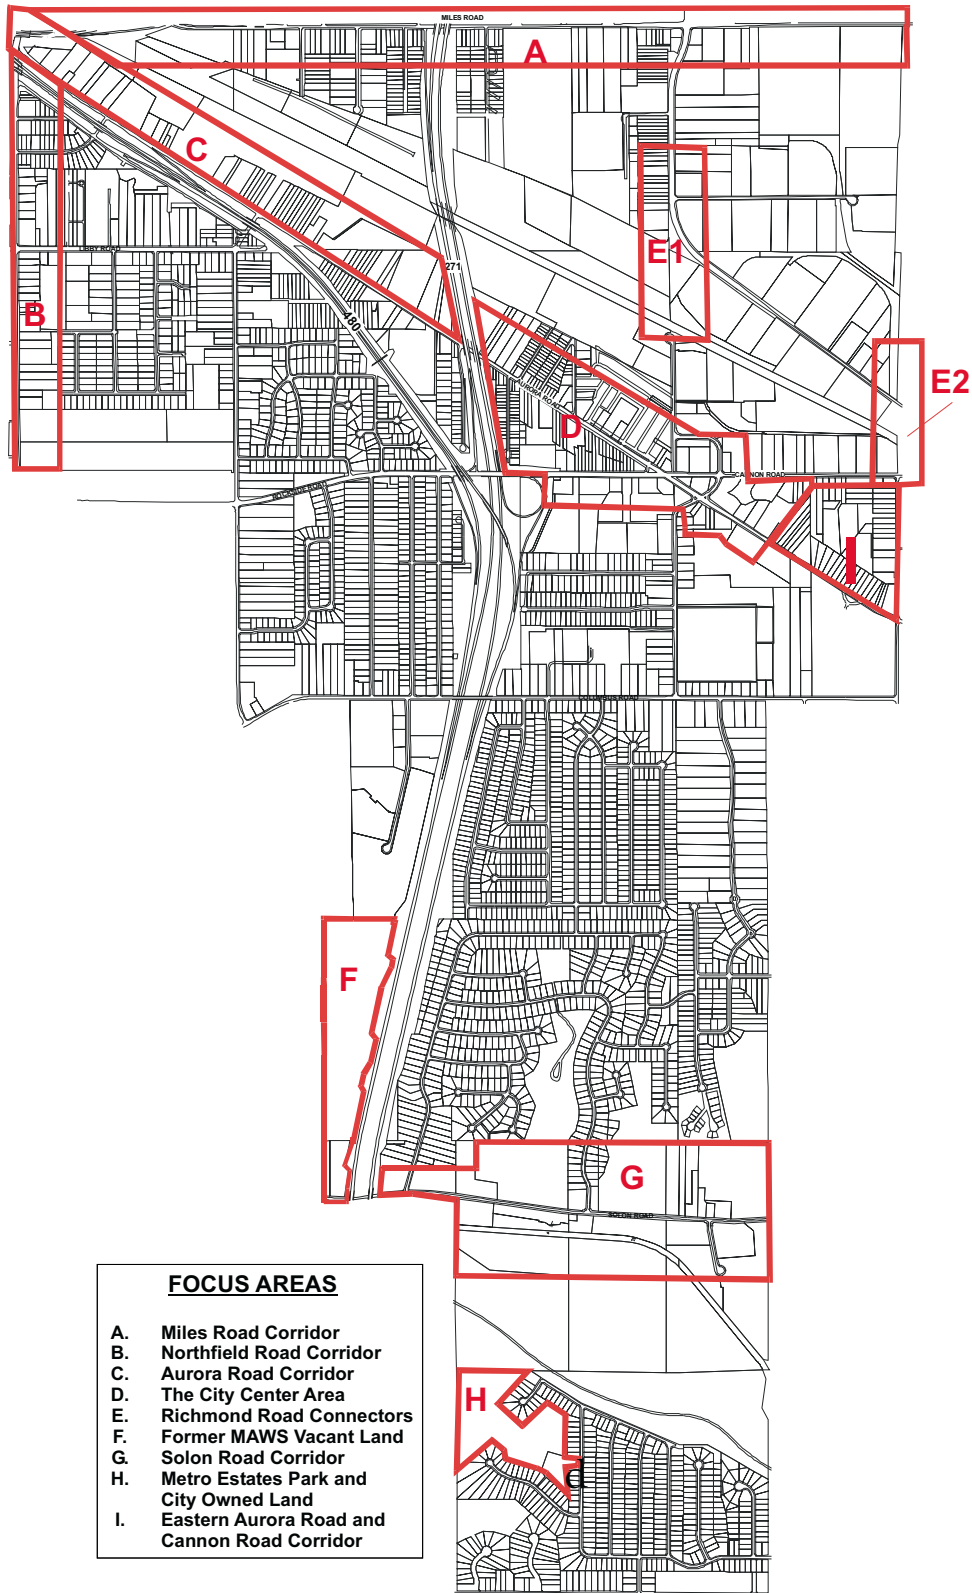 MILES ROAD
A
C
LIBBY ROAD
E1
271
B
480
E2
AURORA ROAD
D
CANNON ROAD
I
COLUMBUS ROAD
F
G
SOLON ROAD
H
d
FOCUS AREAS
A. Miles Road Corridor
B. Northfield Road Corridor
C. Aurora Road Corridor
D. The City Center Area
E. Richmond Road Connectors
F. Former MAWS Vacant Land
G. Solon Road Corridor
H. Metro Estates Park and
City Owned Land
I. Eastern Aurora Road and
Cannon Road Corridor